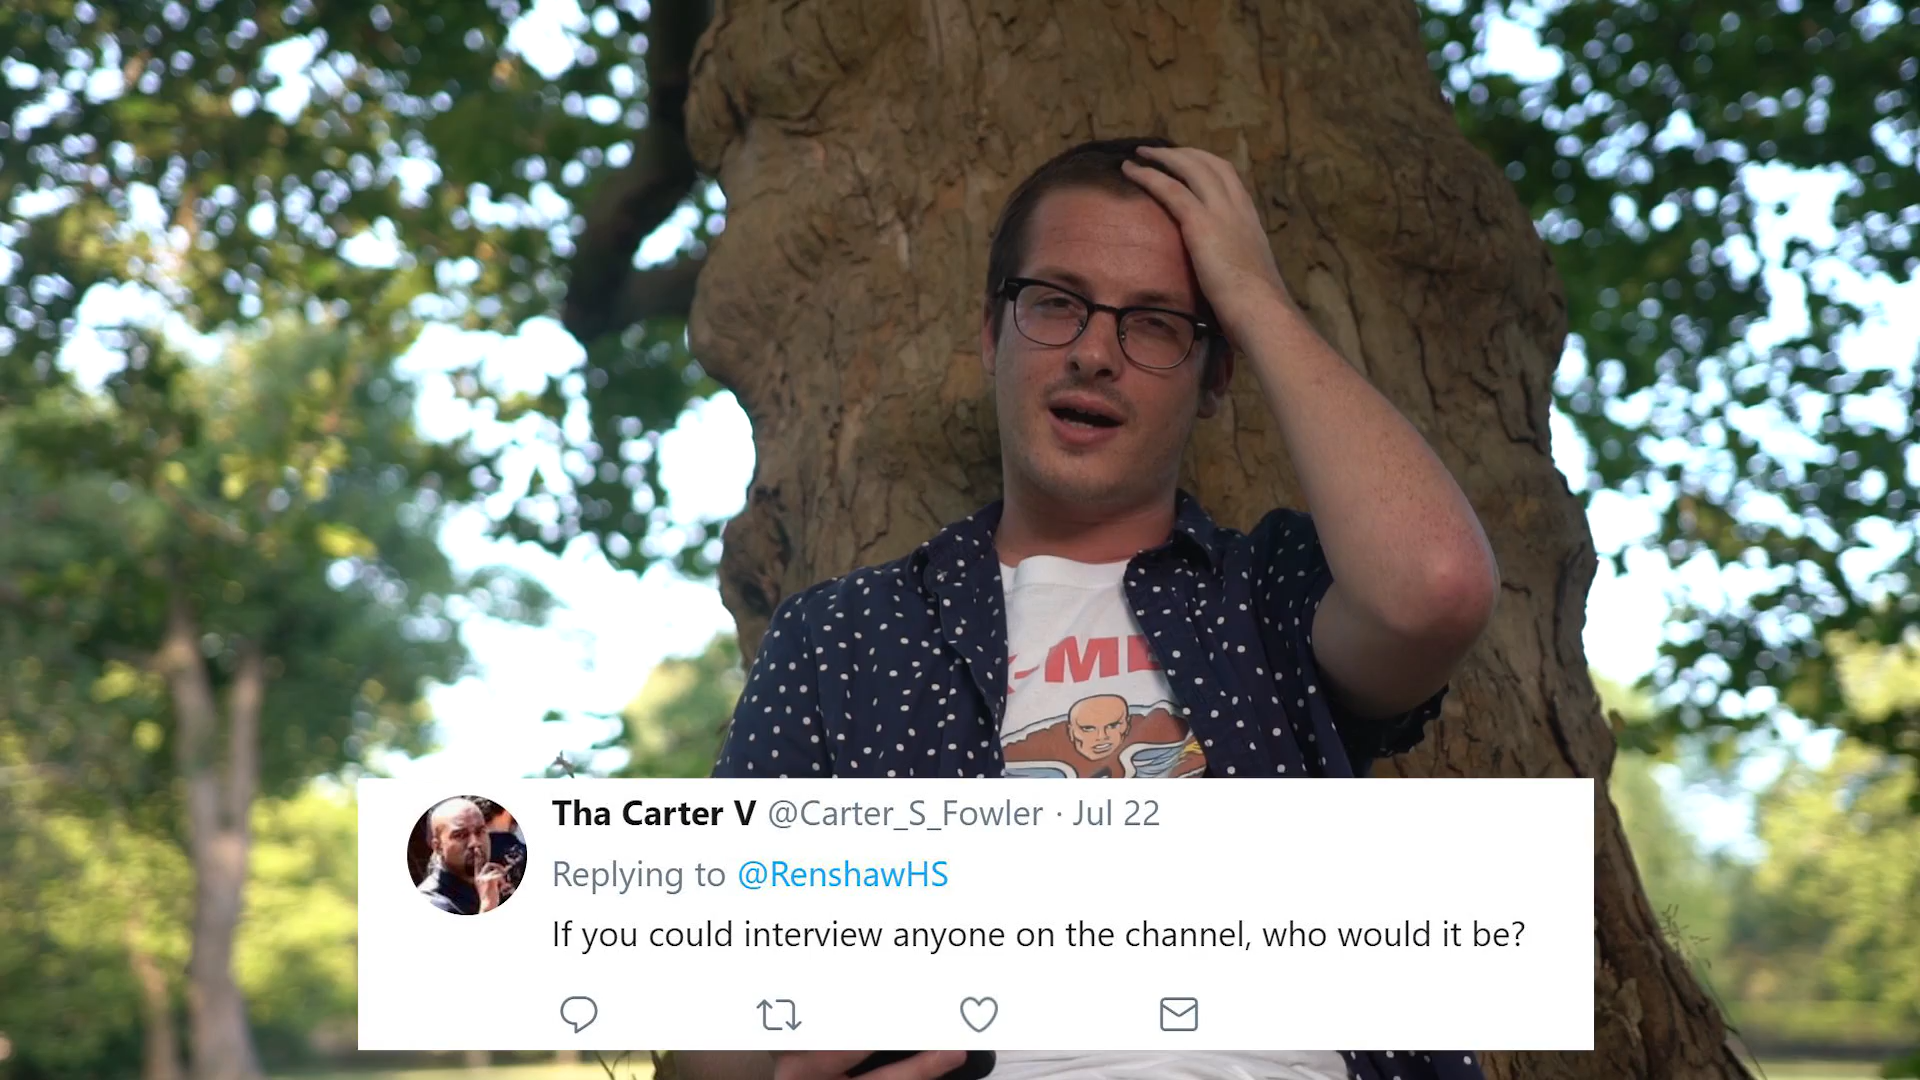 -ME
Tha Carter V @Carter_S_Fowler · Jul 22
Replying to @RenshawHS
If you could interview anyone on the channel, who would it be?